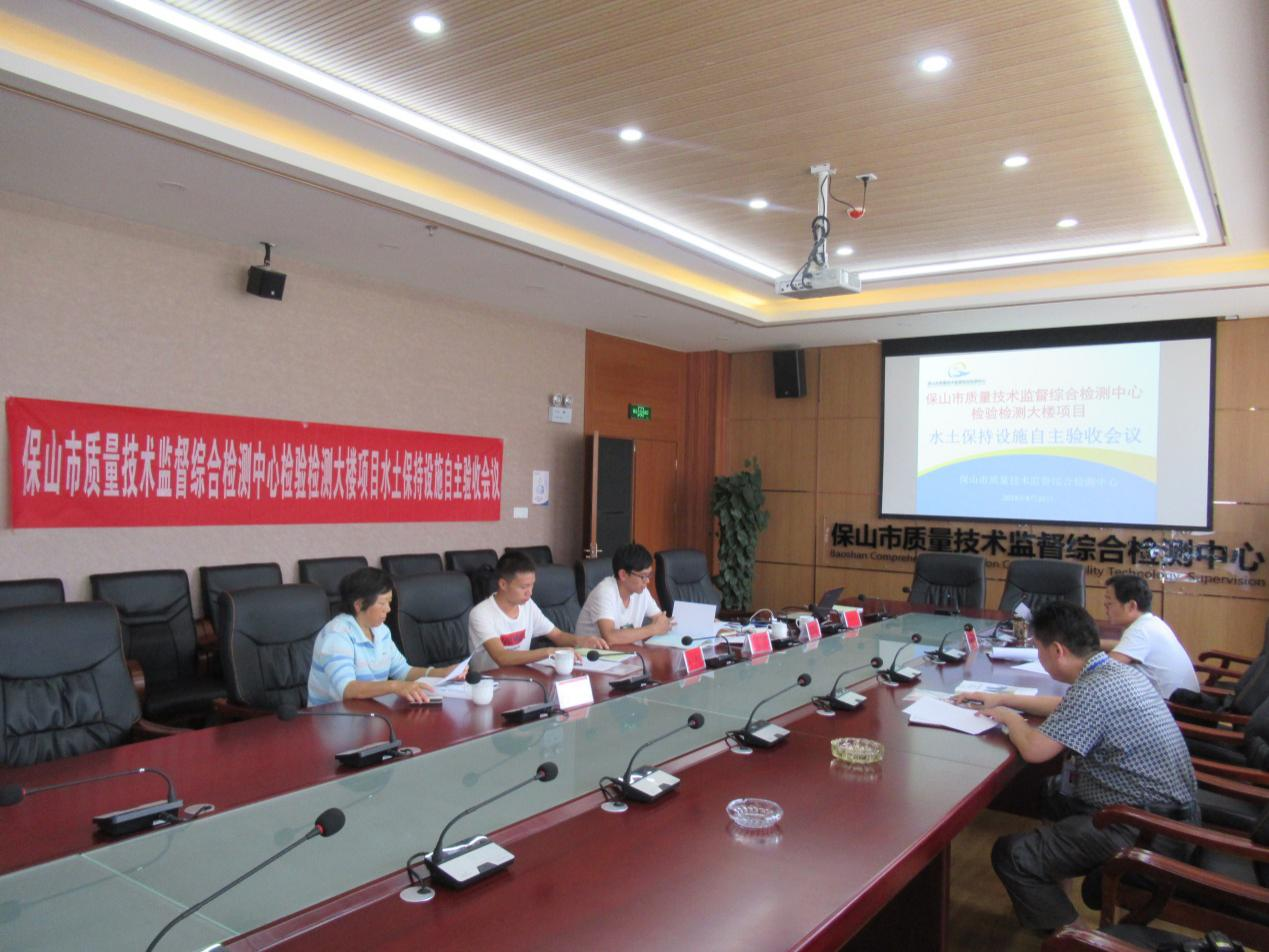 保山市质量技术监督综合检测中心检验检测大楼项目水土保持设施自主验收会议
保山市质量技术监督综合检测中心
检验检测大楼项目
水土保持设施自主验收会议
保山市质量技术监督综合检测中心
保山市质量技术监督综合检测中心
Baoshan Compreh on C lity Technology Supervision